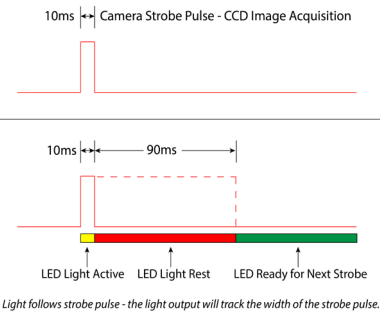 10ms Camera Strobe Pulse - CCD Image Acquisition
10ms 90ms
LED Light Active LED Light Rest LED Ready for Next Strobe
Light follows strobe pulse - the light output will track the width of the strobe pulse.